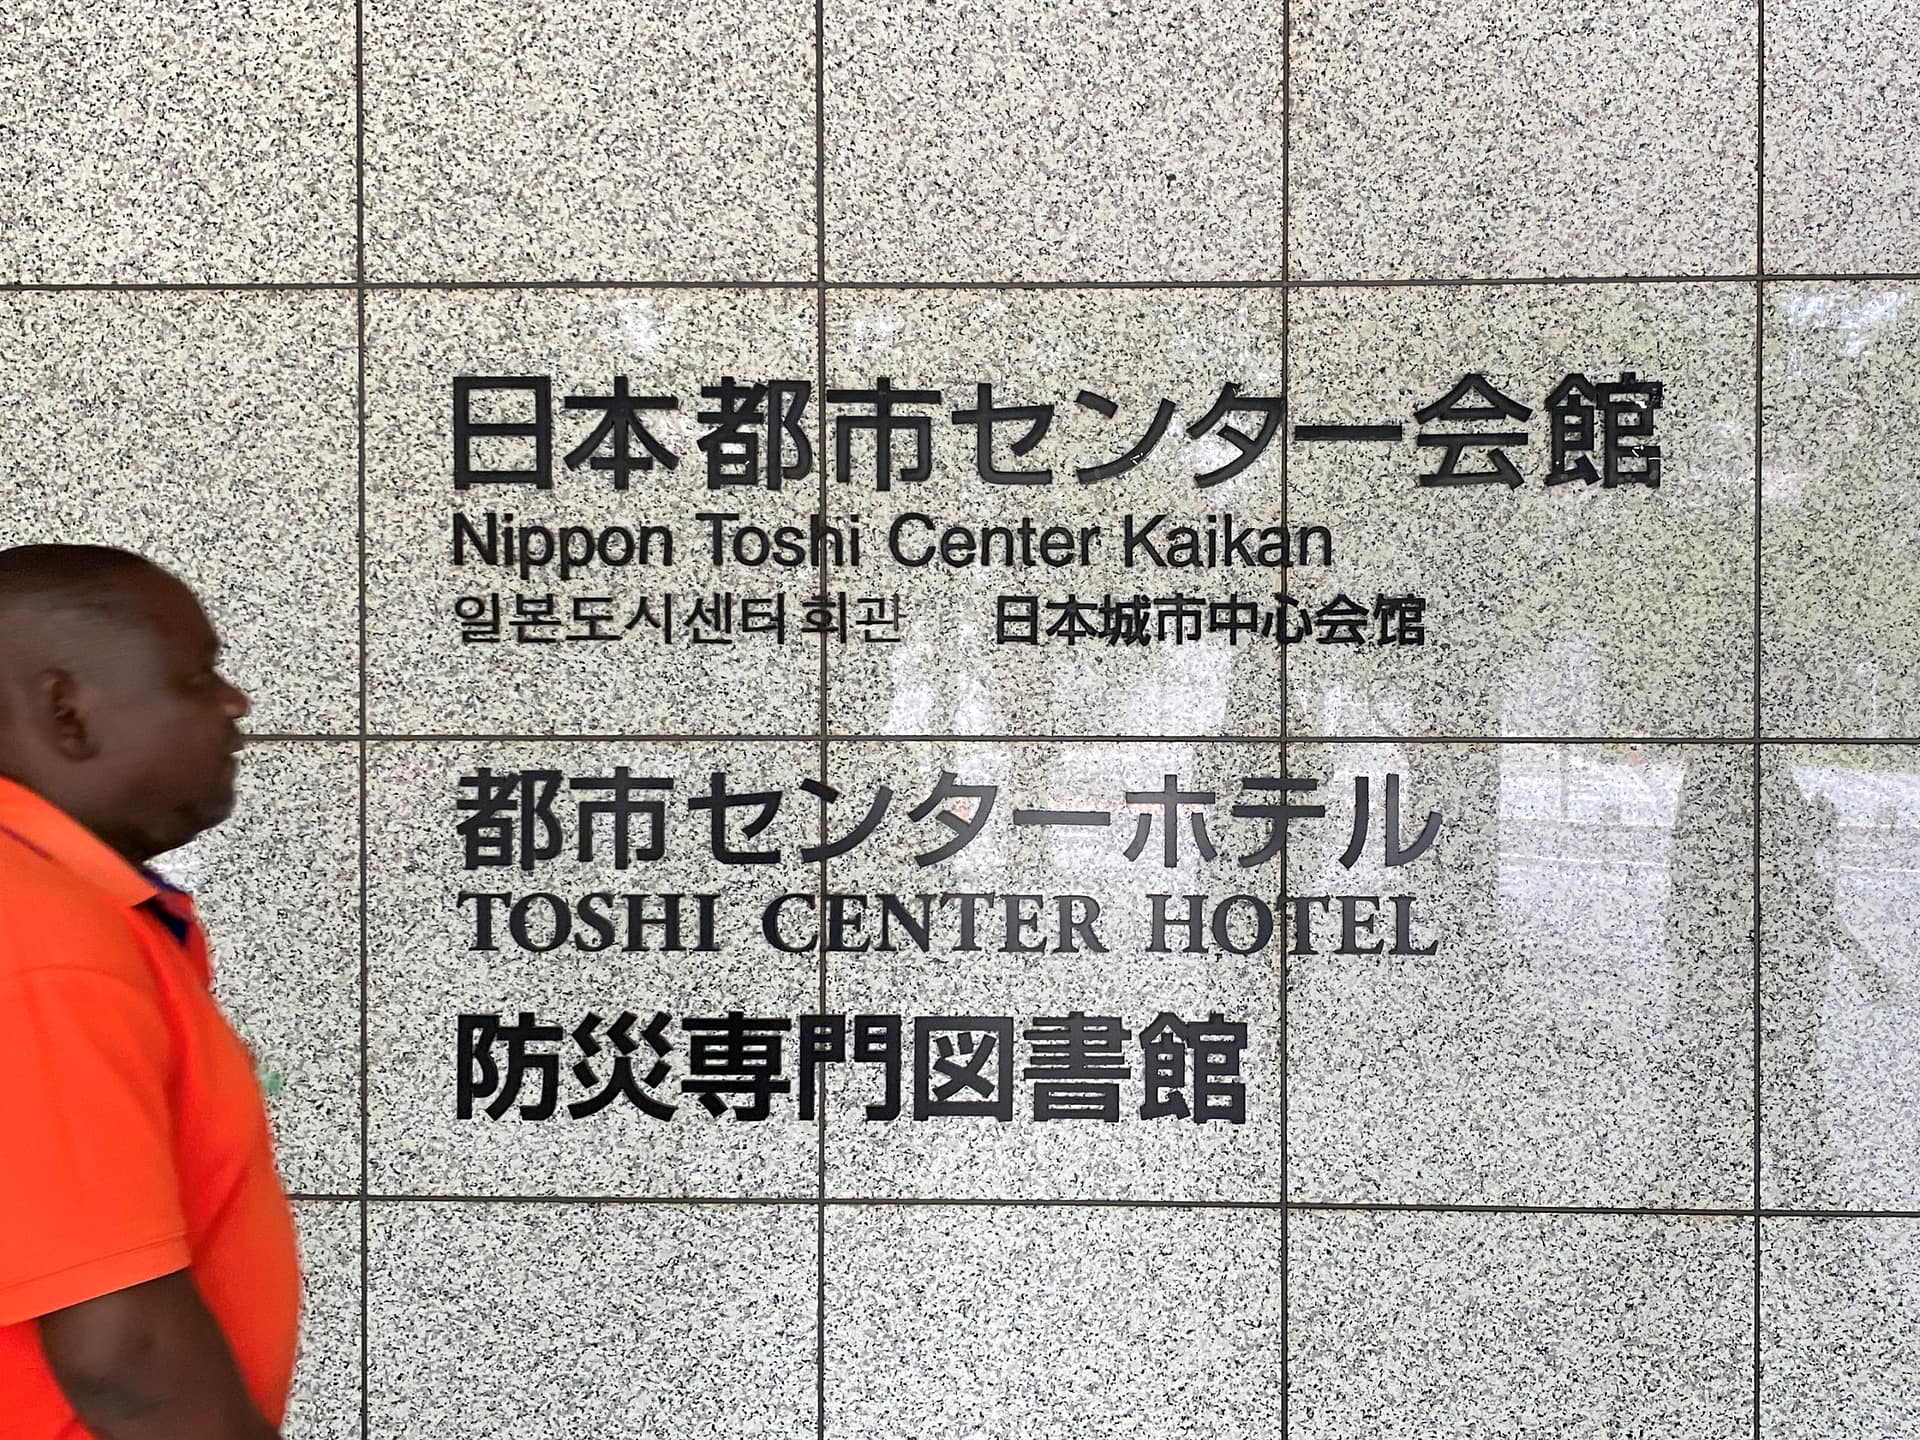 日本都市センター会館
Nippon Toshi Center Kaikan
일본도시센터회관 日本城市中心会馆
都市センターホテル
TOSHI CENTER HOTEL
防災専門図書館